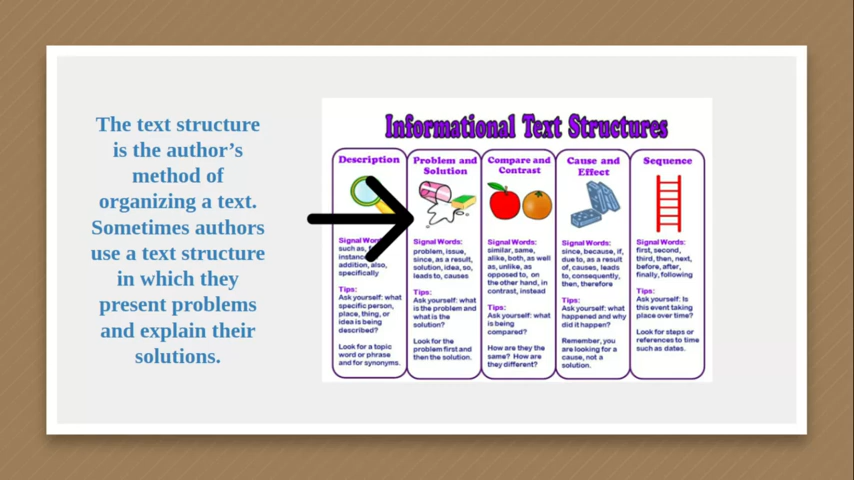 The text structure
is the author's
method of
organizing a text.
Sometimes authors
use a text structure
in which they
present problems
and explain their
solutions.
Informational Text Structures
Description
Signal Wor
such as, f
instanc
addition, also,
specifically
Tips:
Ask yourself: what
specific person,
place, thing, or
idea is being
described?
Look for a topic
word or phrase
and for synonyms.
Problem and
Solution
Signal Words:
problem, issue,
since, as a result,
solution, idea, so,
leads to, causes
Tips:
Ask yourself: what
is the problem and
what is the
solution?
Look for the
problem first and
then the solution.
Compare and
Contrast
Signal Words:
similar, same,
alike, both, as well
as, unlike, as
opposed to, on
the other hand, in
contrast, instead
Tips:
Ask yourself: what
is being
compared?
How are they the
same? How are
they different?
Cause and
Effect
Signal Words:
since, because, if,
due to, as a result
of, causes, leads
to, consequently,
then, therefore
Tips:
Ask yourself: what
happened and why
did it happen?
Remember, you
are looking for a
cause, not a
solution.
Sequence
Signal Words:
first, second,
third, then, next,
before, after,
finally, following
Tips:
Ask yourself: Is
this event taking
place over time?
Look for steps or
references to time
such as dates.